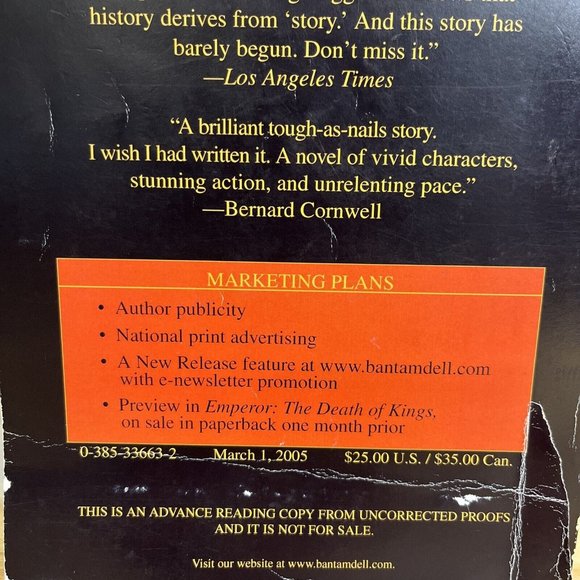 history derives from ‘story.’ And this story has
barely begun. Don’t miss it.”
—Los Angeles Times
“A brilliant tough-as-nails story.
I wish I had written it. A novel of vivid characters,
stunning action, and unrelenting pace.”
—Bernard Cornwell
MARKETING PLANS
• Author publicity
• National print advertising
• A New Release feature at www.bantamdell.com
with e-newsletter promotion
• Preview in Emperor: The Death of Kings,
on sale in paperback one month prior
0-385-33663-2 March 1, 2005 $25.00 U.S. / $35.00 Can.
THIS IS AN ADVANCE READING COPY FROM UNCORRECTED PROOFS
AND IT IS NOT FOR SALE.
Visit our website at www.bantamdell.com.